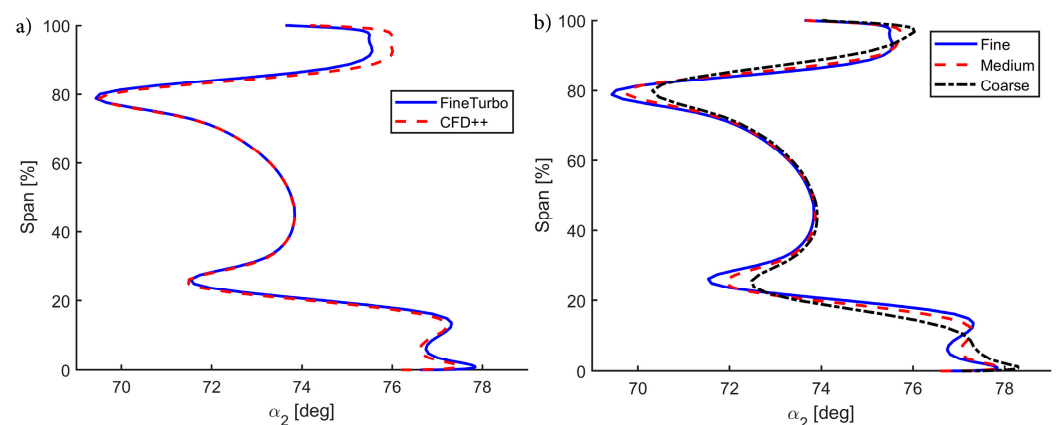 a)
100
80
60
40
20
0
Span [%]
70
72
74
76
78
α₂ [deg]
FineTurbo
CFD++
b)
100
80
60
40
20
0
Span [%]
70
72
74
76
78
α₂ [deg]
Fine
Medium
Coarse